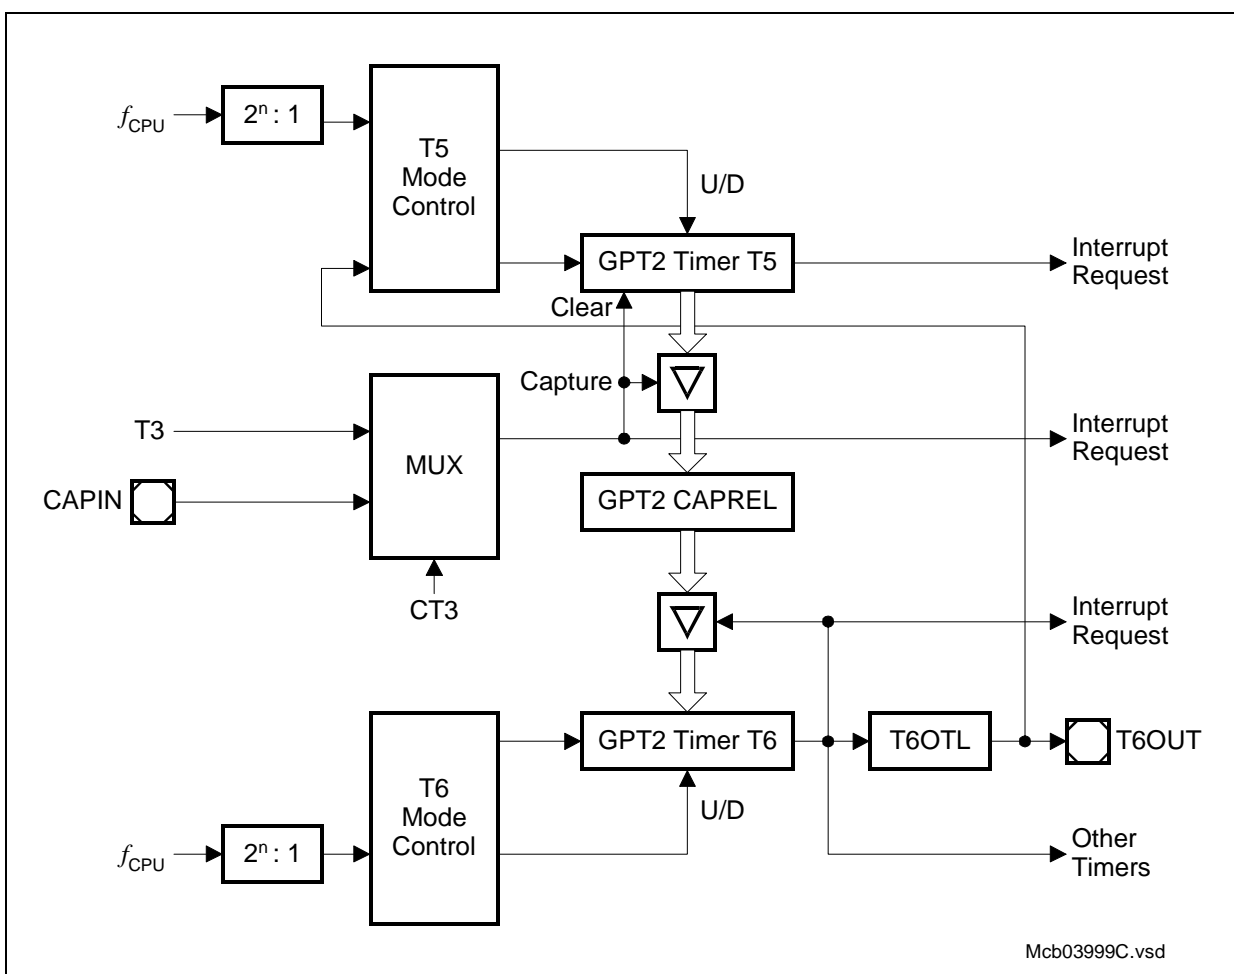 fCPU
2ⁿ : 1
T5
Mode
Control
U/D
GPT2 Timer T5
Interrupt
Request
Clear
Capture
T3
CAPIN
MUX
CT3
Interrupt
Request
GPT2 CAPREL
Interrupt
Request
GPT2 Timer T6
T6OTL
T6OUT
T6
Mode
Control
U/D
fCPU
2ⁿ : 1
Other
Timers
Mcb03999C.vsd